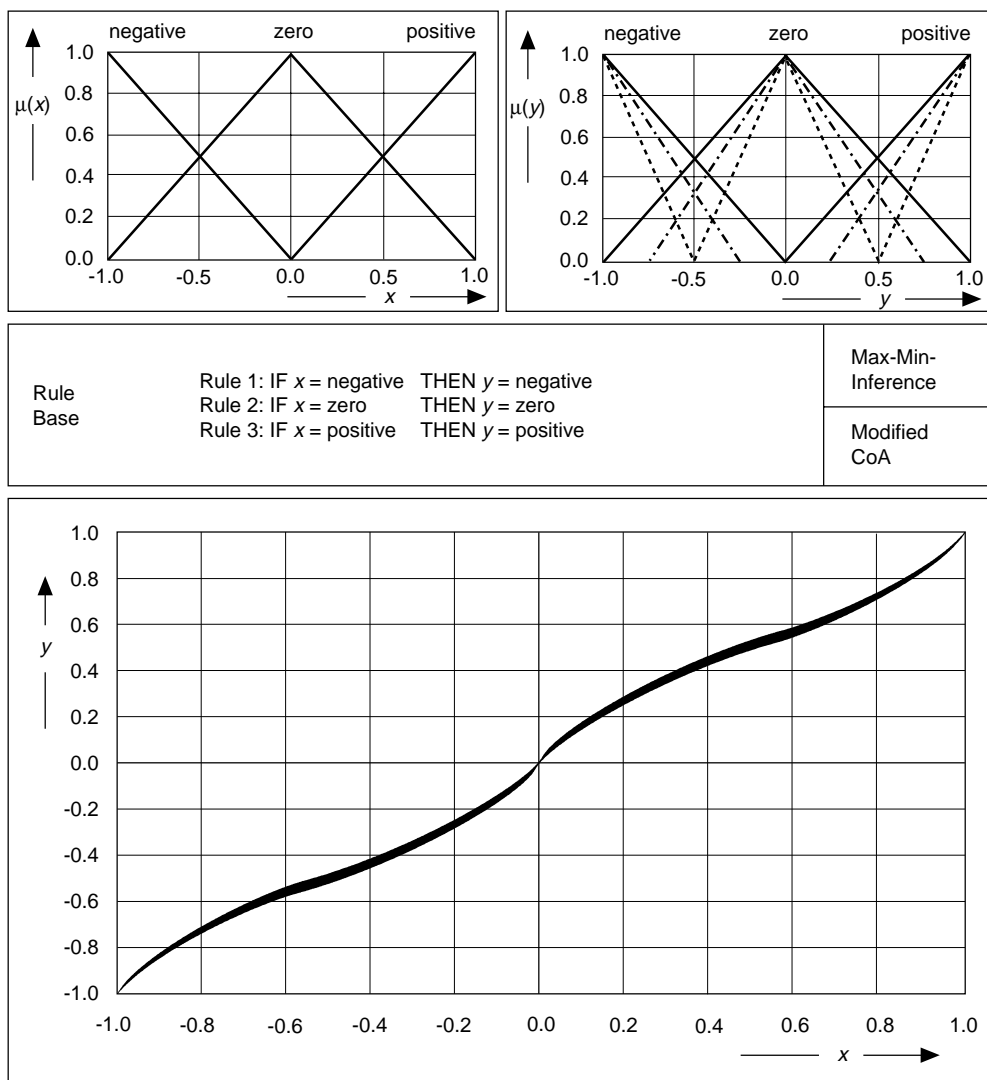 negative zero positive
1.0
0.8
μ(x)
0.6
0.4
0.2
0.0
-1.0 -0.5 0.0 0.5 1.0
x
negative zero positive
1.0
0.8
μ(y)
0.6
0.4
0.2
0.0
-1.0 -0.5 0.0 0.5 1.0
y
Rule
Base
Rule 1: IF x = negative THEN y = negative
Rule 2: IF x = zero THEN y = zero
Rule 3: IF x = positive THEN y = positive
Max-Min-
Inference
Modified
CoA
1.0
0.8
0.6
y
0.4
0.2
0.0
-0.2
-0.4
-0.6
-0.8
-1.0
-1.0 -0.8 -0.6 -0.4 -0.2 0.0 0.2 0.4 0.6 0.8 1.0
x